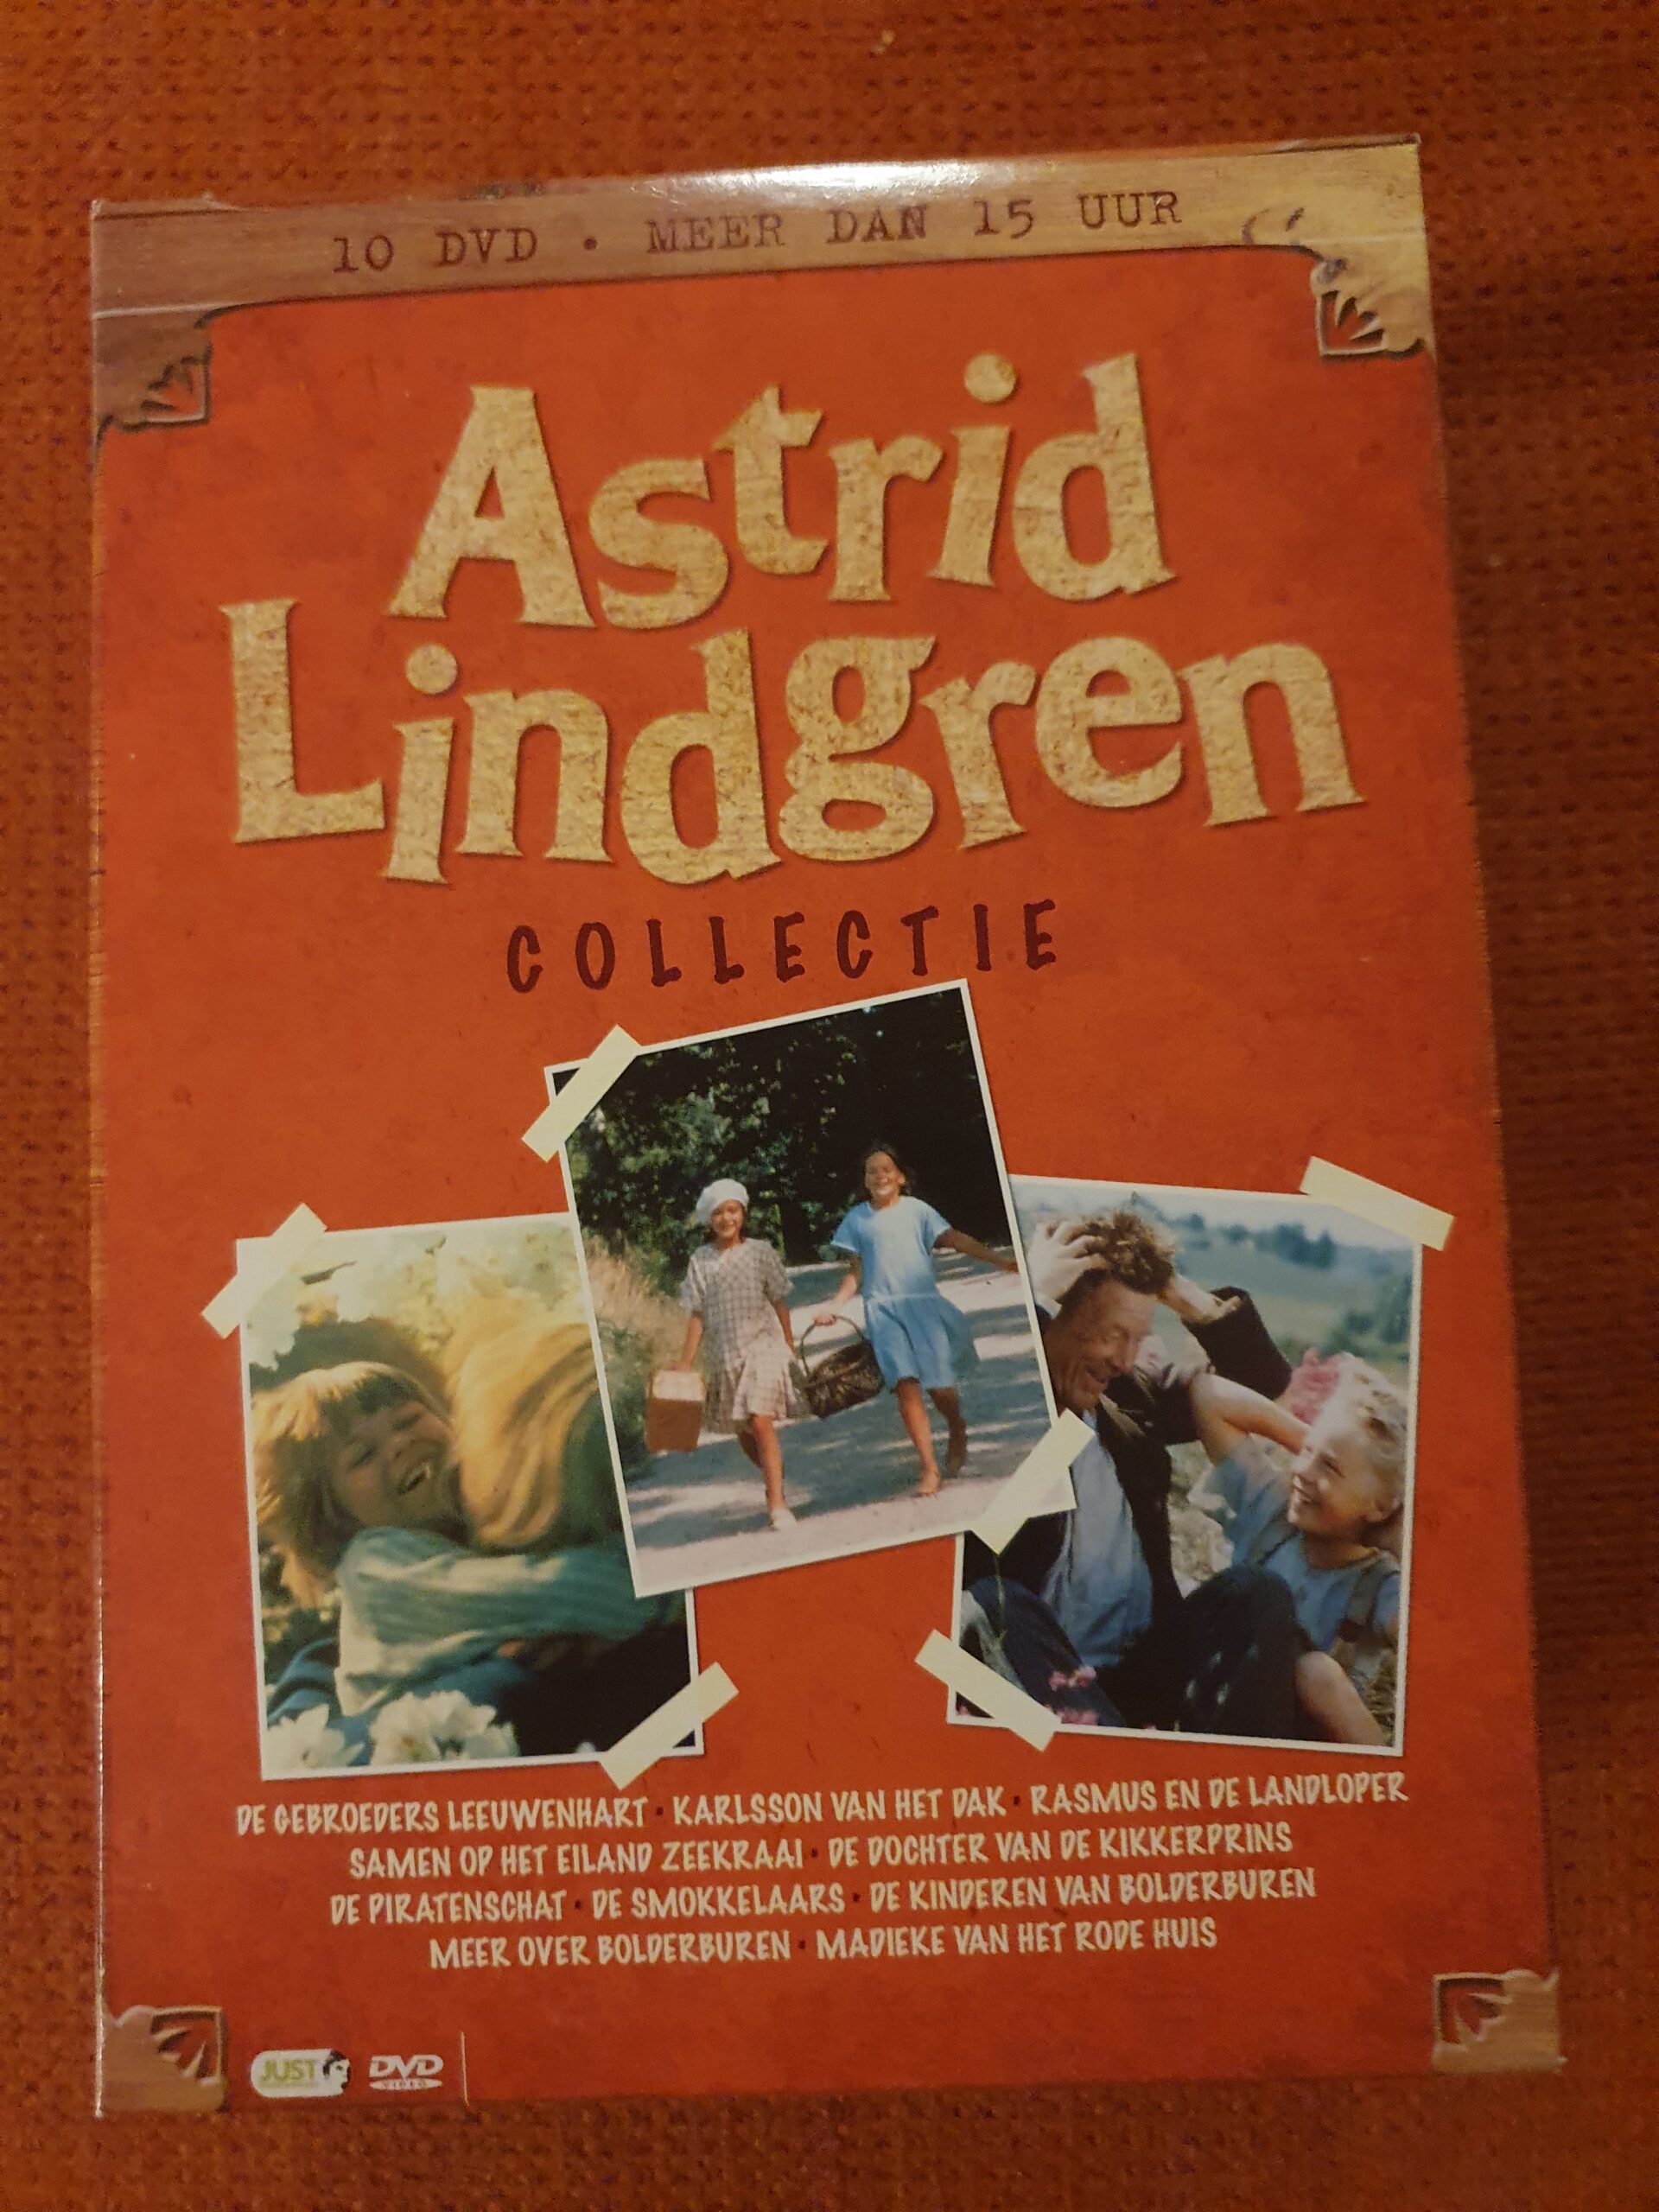 10 DVD • MEER DAN 15 UUR
Astrid
Lindgren
COLLECTIE
DE GEBROEDERS LEEUWENHART • KARLSSON VAN HET DAK • RASMUS EN DE LANDLOPER
SAMEN OP HET EILAND ZEEKRAAI • DE DOCHTER VAN DE KIKKERPRINS
DE PIRATENSCHAT • DE SMOKKELAARS • DE KINDEREN VAN BOLDERBUREN
MEER OVER BOLDERBUREN • MADIEKE VAN HET RODE HUIS
JUST DVD
VIDEO